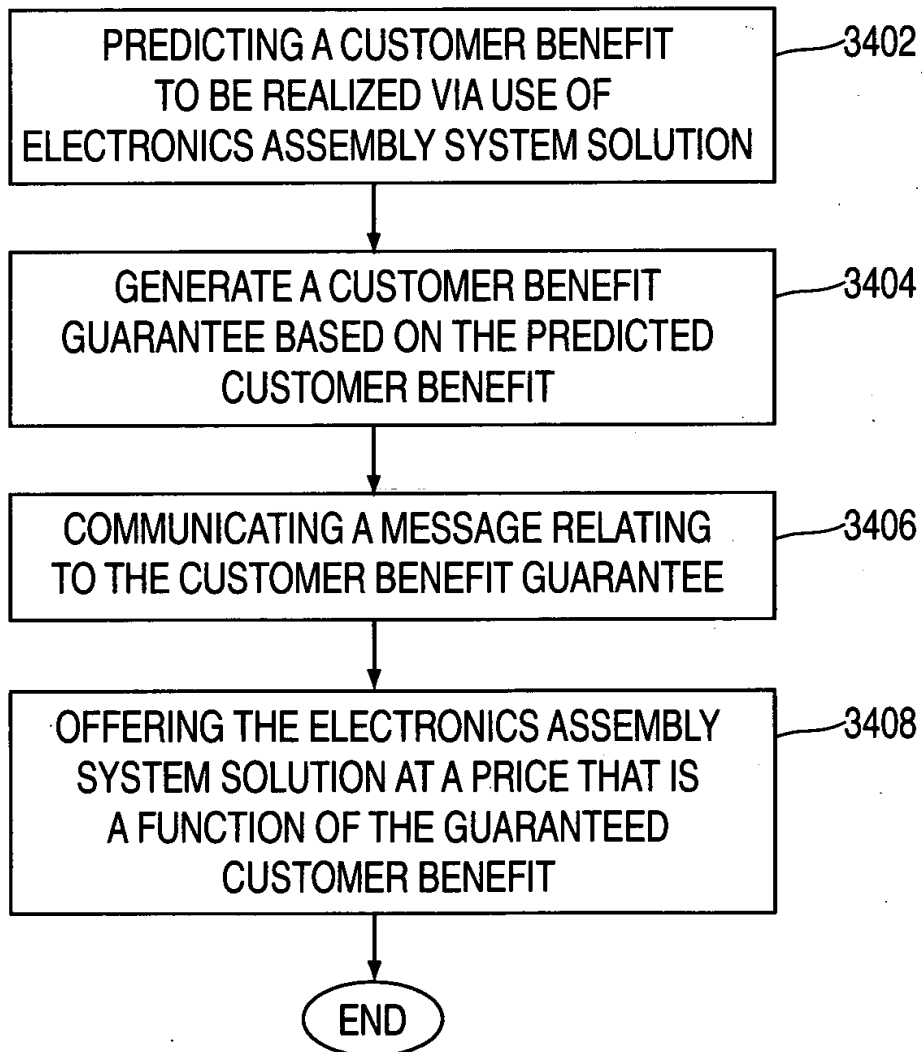 PREDICTING A CUSTOMER BENEFIT
TO BE REALIZED VIA USE OF
ELECTRONICS ASSEMBLY SYSTEM SOLUTION
3402
GENERATE A CUSTOMER BENEFIT
GUARANTEE BASED ON THE PREDICTED
CUSTOMER BENEFIT
3404
COMMUNICATING A MESSAGE RELATING
TO THE CUSTOMER BENEFIT GUARANTEE
3406
OFFERING THE ELECTRONICS ASSEMBLY
SYSTEM SOLUTION AT A PRICE THAT IS
A FUNCTION OF THE GUARANTEED
CUSTOMER BENEFIT
3408
END